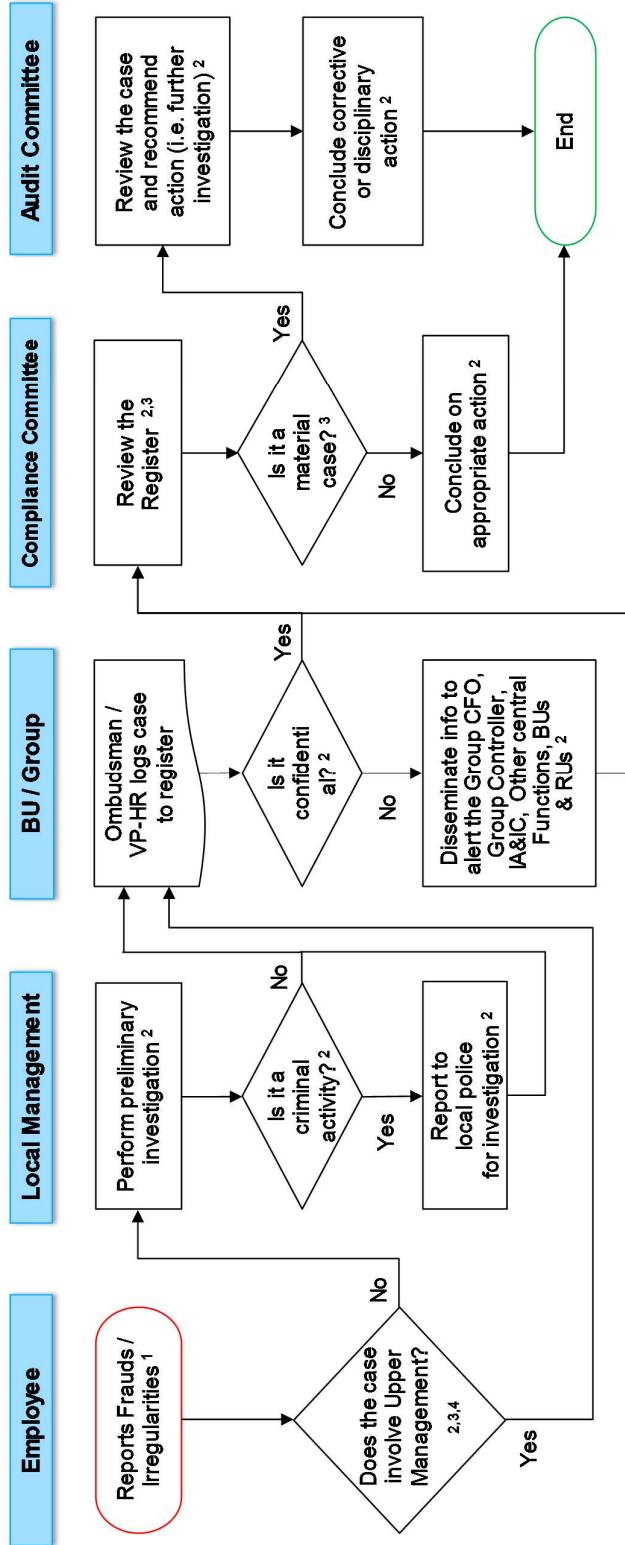 Employee
Reports Frauds /
Irregularities 1
Does the case
involve Upper
Management?
2,3,4
No
Yes
Local Management
Perform preliminary
investigation 2
Is it a
criminal
activity? 2
No
Yes
Report to
local police
for investigation 2
BU / Group
Ombudsman /
VP-HR logs case
to register
Is it
confidenti
al? 2
Yes
No
Disseminate info to
alert the Group CFO,
Group Controller,
IA&IC, Other central
Functions, BUs
& RUs 2
Compliance Committee
Review the
Register 2,3
Is it a
material
case? 3
Yes
No
Conclude on
appropriate action 2
Audit Committee
Review the case
and recommend
action (i.e. further
investigation) 2
Conclude corrective
or disciplinary
action 2
End